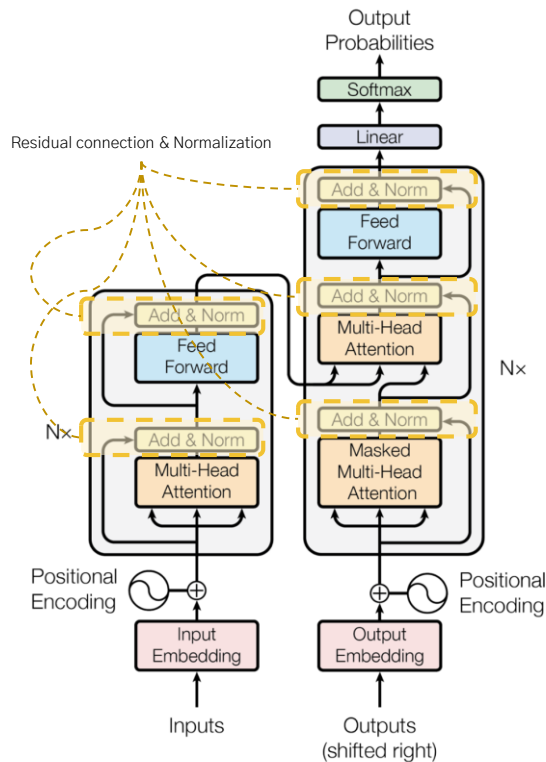 Output
Probabilities
Softmax
Linear
Residual connection & Normalization
Add & Norm
Feed
Forward
Add & Norm
Multi-Head
Attention
Add & Norm
Feed
Forward
N×
Add & Norm
Masked
Multi-Head
Attention
N×
Add & Norm
Multi-Head
Attention
Positional
Encoding
Positional
Encoding
Input
Embedding
Output
Embedding
Inputs
Outputs
(shifted right)